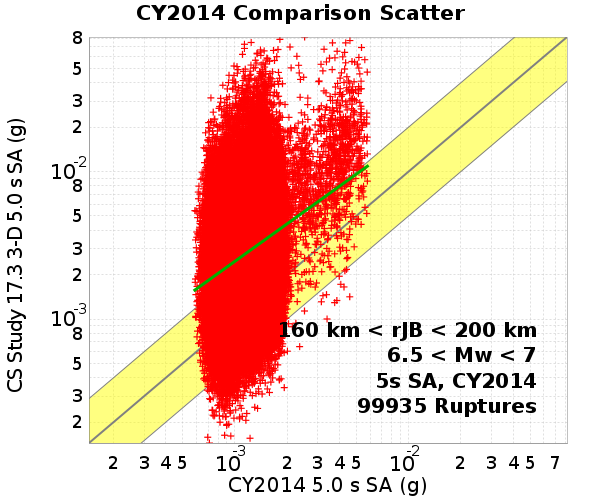 CY2014 Comparison Scatter
CS Study 17.3 3-D 5.0 s SA (g)
8
5
3
2
10-2
8
5
3
2
10-3
8
5
3
2
160 km < rJB < 200 km
6.5 < Mw < 7
5s SA, CY2014
99935 Ruptures
2 3 4 5 10-3 2 3 4 5 10-2 2 3 4 5 7
CY2014 5.0 s SA (g)